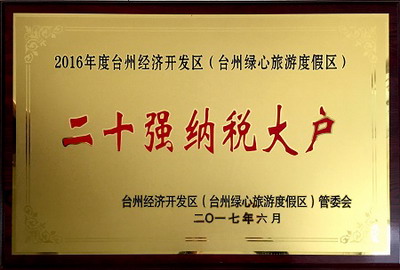 2016年度台州经济开发区（台州绿心旅游度假区）
二十强纳税大户
台州经济开发区（台州绿心旅游度假区）管委会
二〇一七年六月